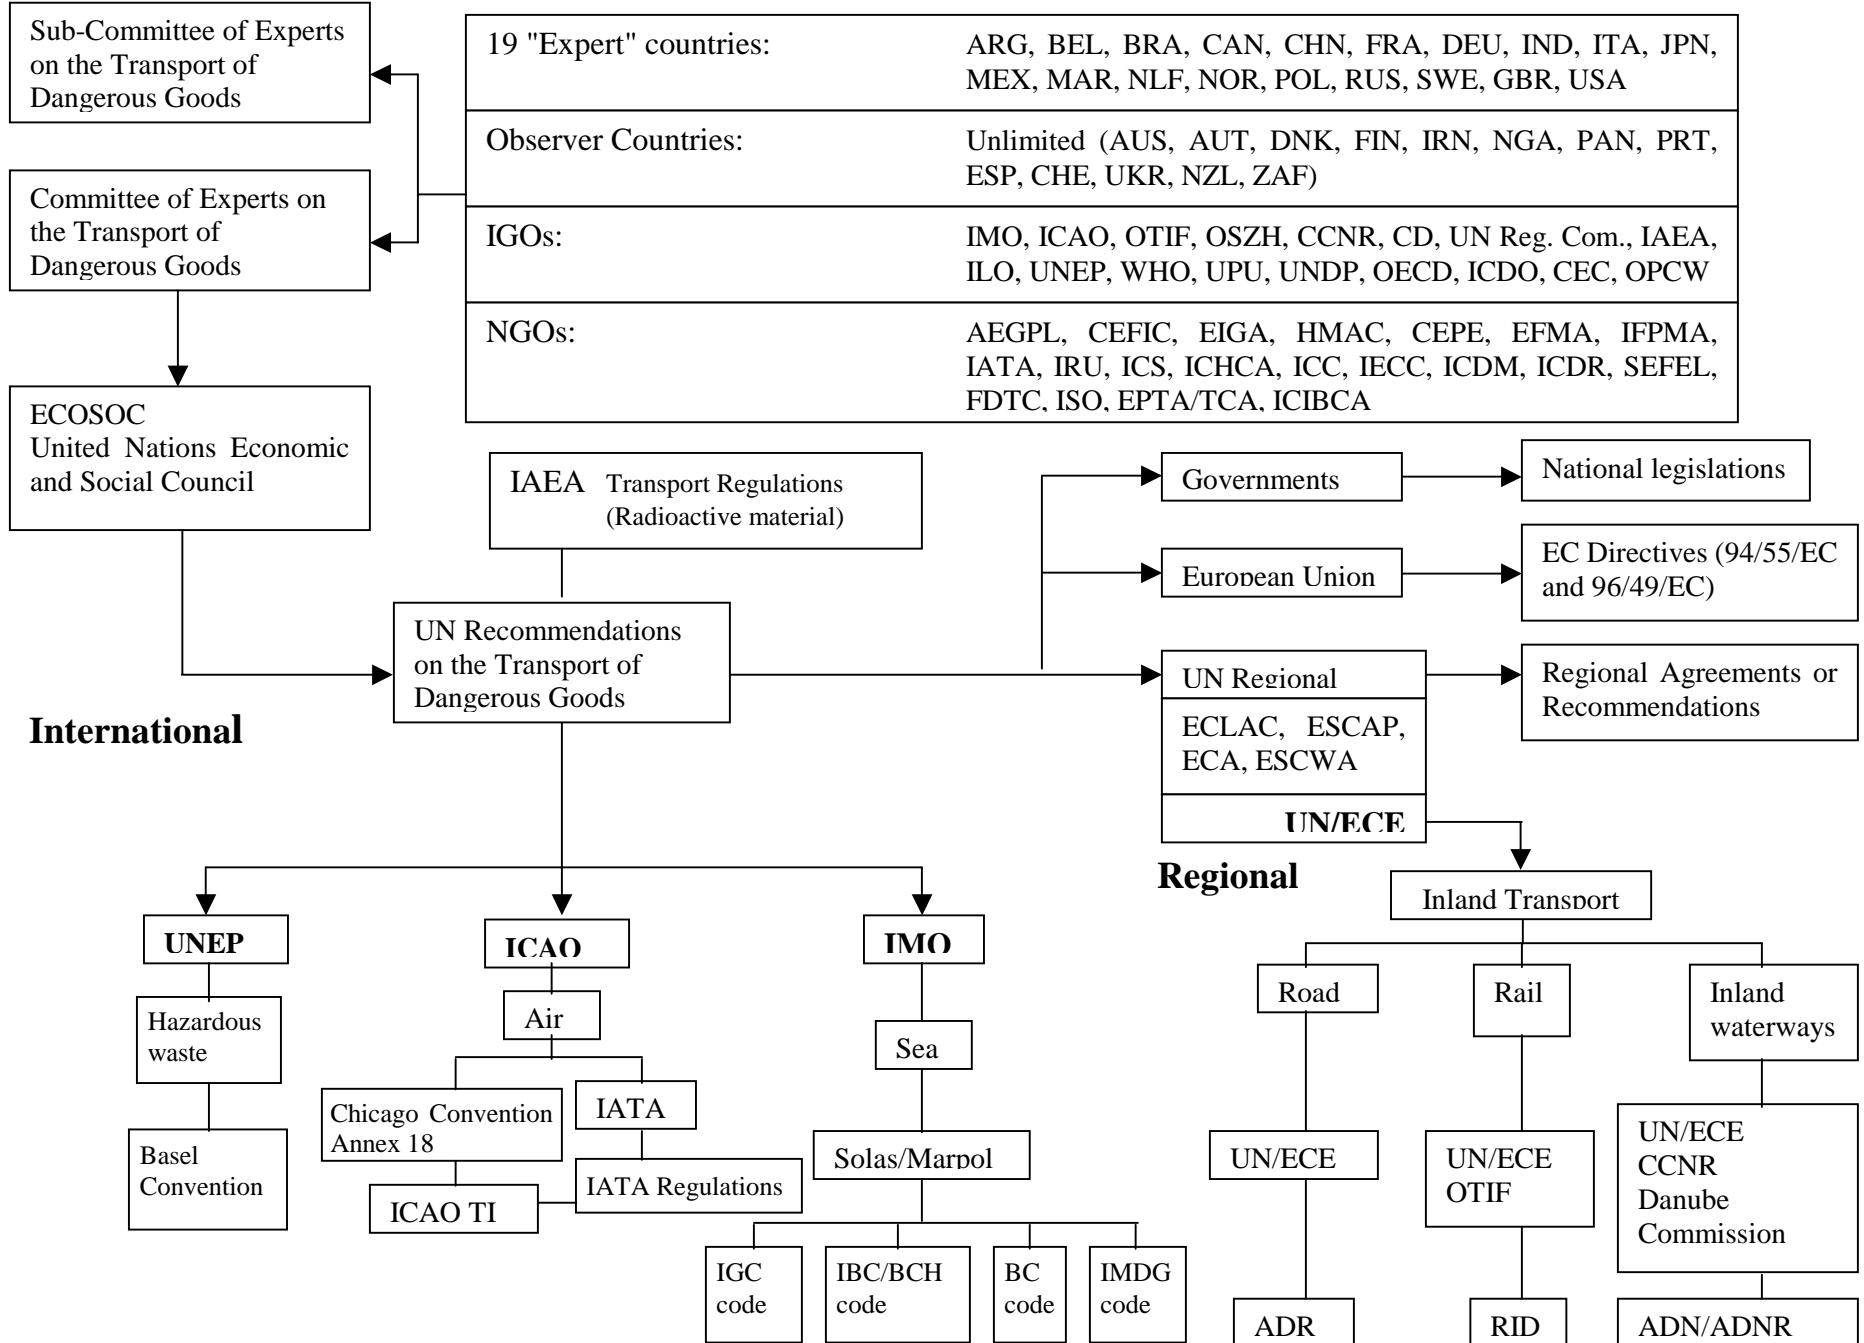 Sub-Committee of Experts
on the Transport of
Dangerous Goods
19 "Expert" countries:
ARG, BEL, BRA, CAN, CHN, FRA, DEU, IND, ITA, JPN,
MEX, MAR, NLF, NOR, POL, RUS, SWE, GBR, USA
Observer Countries:
Unlimited (AUS, AUT, DNK, FIN, IRN, NGA, PAN, PRT,
ESP, CHE, UKR, NZL, ZAF)
Committee of Experts on
the Transport of
Dangerous Goods
IGOs:
IMO, ICAO, OTIF, OSZH, CCNR, CD, UN Reg. Com., IAEA,
ILO, UNEP, WHO, UPU, UNDP, OECD, ICDO, CEC, OPCW
NGOs:
AEGPL, CEFIC, EIGA, HMAC, CEPE, EFMA, IFPMA,
IATA, IRU, ICS, ICHCA, ICC, IECC, ICDM, ICDR, SEFEL,
FDTC, ISO, EPTA/TCA, ICIBCA
ECOSOC
United Nations Economic
and Social Council
IAEA Transport Regulations
(Radioactive material)
Governments
National legislations
European Union
EC Directives (94/55/EC
and 96/49/EC)
UN Recommendations
on the Transport of
Dangerous Goods
UN Regional
Regional Agreements or
Recommendations
ECLAC, ESCAP,
ECA, ESCWA
UN/ECE
International
Regional
Inland Transport
UNEP
ICAO
IMO
Hazardous
waste
Air
Sea
Road
Rail
Inland
waterways
Basel
Convention
Chicago Convention
Annex 18
IATA
ICAO TI
IATA Regulations
Solas/Marpol
UN/ECE
UN/ECE
OTIF
UN/ECE
CCNR
Danube
Commission
IGC
code
IBC/BCH
code
BC
code
IMDG
code
ADR
RID
ADN/ADNR